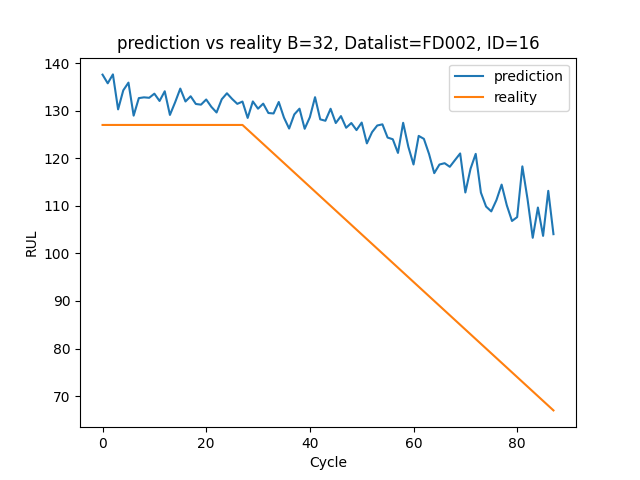 prediction vs reality B=32, Datalist=FD002, ID=16
prediction
reality
140
130
120
110
100
90
80
70
RUL
0 20 40 60 80
Cycle